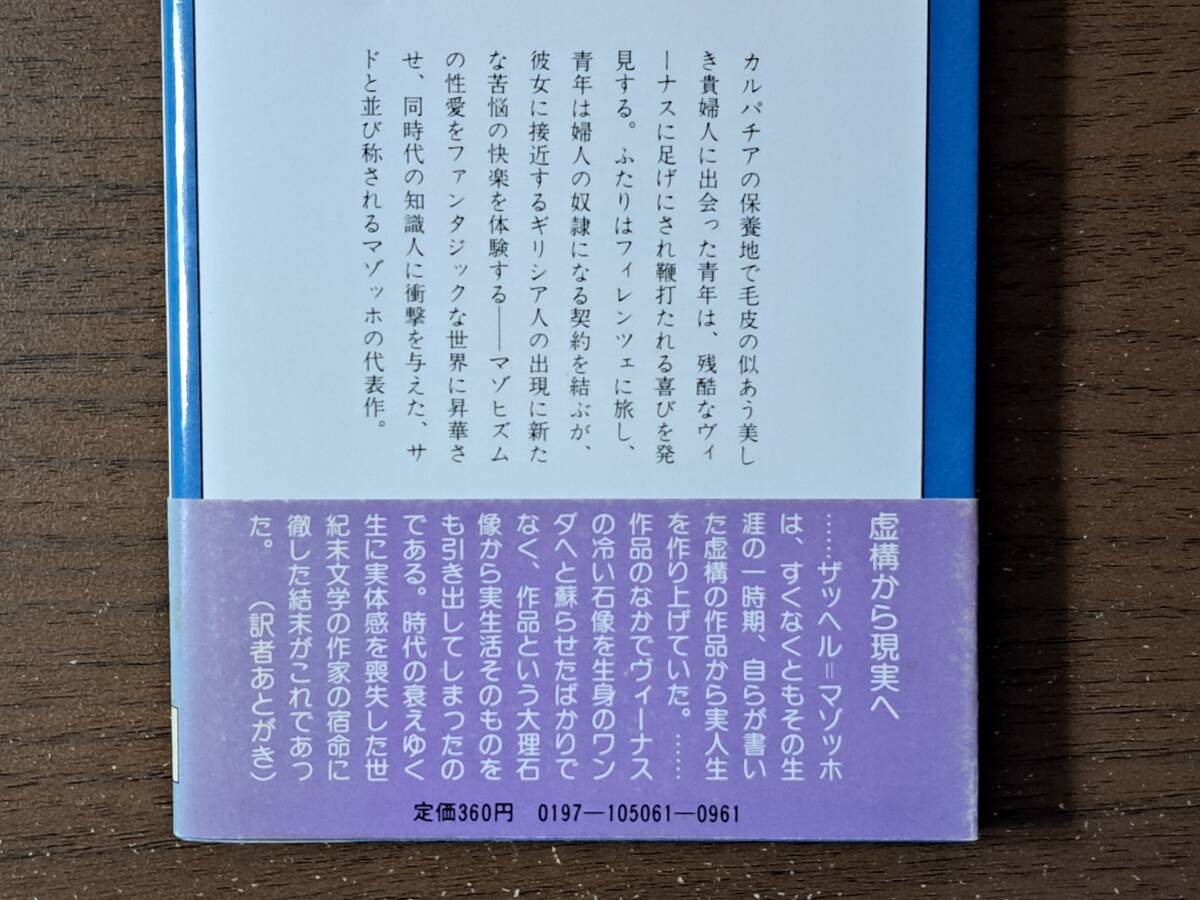 カルパチアの保養地で毛皮の似あう美し
き貴婦人に出会った青年は、残酷なヴィ
ーナスに足げにされ鞭打たれる喜びを発
見する。ふたりはフィレンツェに旅し、
青年は婦人の奴隷になる契約を結ぶが、
彼女に接近するギリシア人の出現に新た
な苦悩の快楽を体験する――マゾヒズム
の性愛をファンタジックな世界に昇華さ
せ、同時代の知識人に衝撃を与えた、サ
ドと並び称されるマゾッホの代表作。
虚構から現実へ
……ザッヘル＝マゾッホ
は、すくなくともその生
涯の一時期、自らが書い
た虚構の作品から実人生
を作り上げていた。……
作品のなかでヴィーナス
の冷い石像を生身のワン
ダへと蘇らせたばかりで
なく、作品という大理石
像から実生活そのものを
も引き出してしまったの
である。時代の衰えゆく
生に実体感を喪失した世
紀末文学の作家の宿命に
徹した結末がこれであっ
た。（訳者あとがき）
定価360円 0197―105061―0961